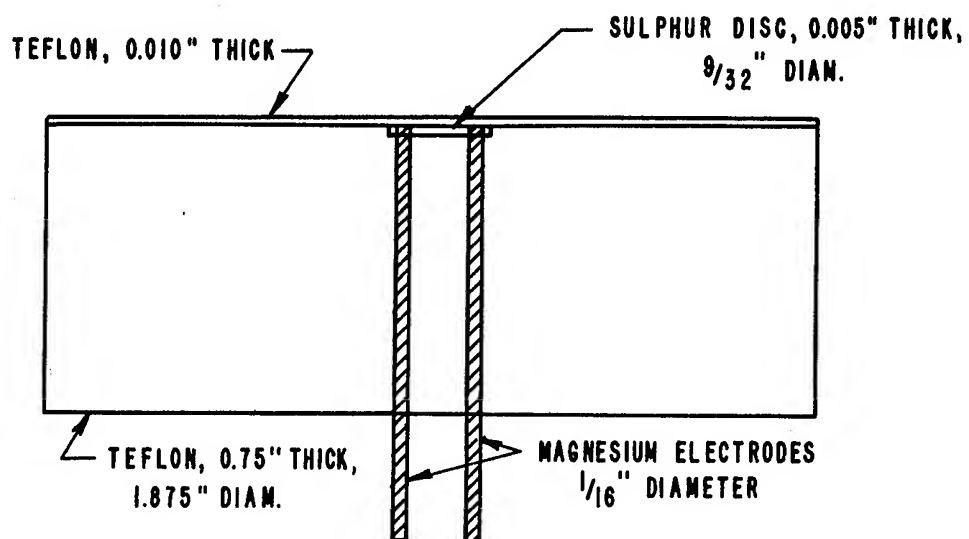 TEFLON, 0.010" THICK
SULPHUR DISC, 0.005" THICK,
9/32" DIAM.
TEFLON, 0.75" THICK,
1.875" DIAM.
MAGNESIUM ELECTRODES
1/16" DIAMETER